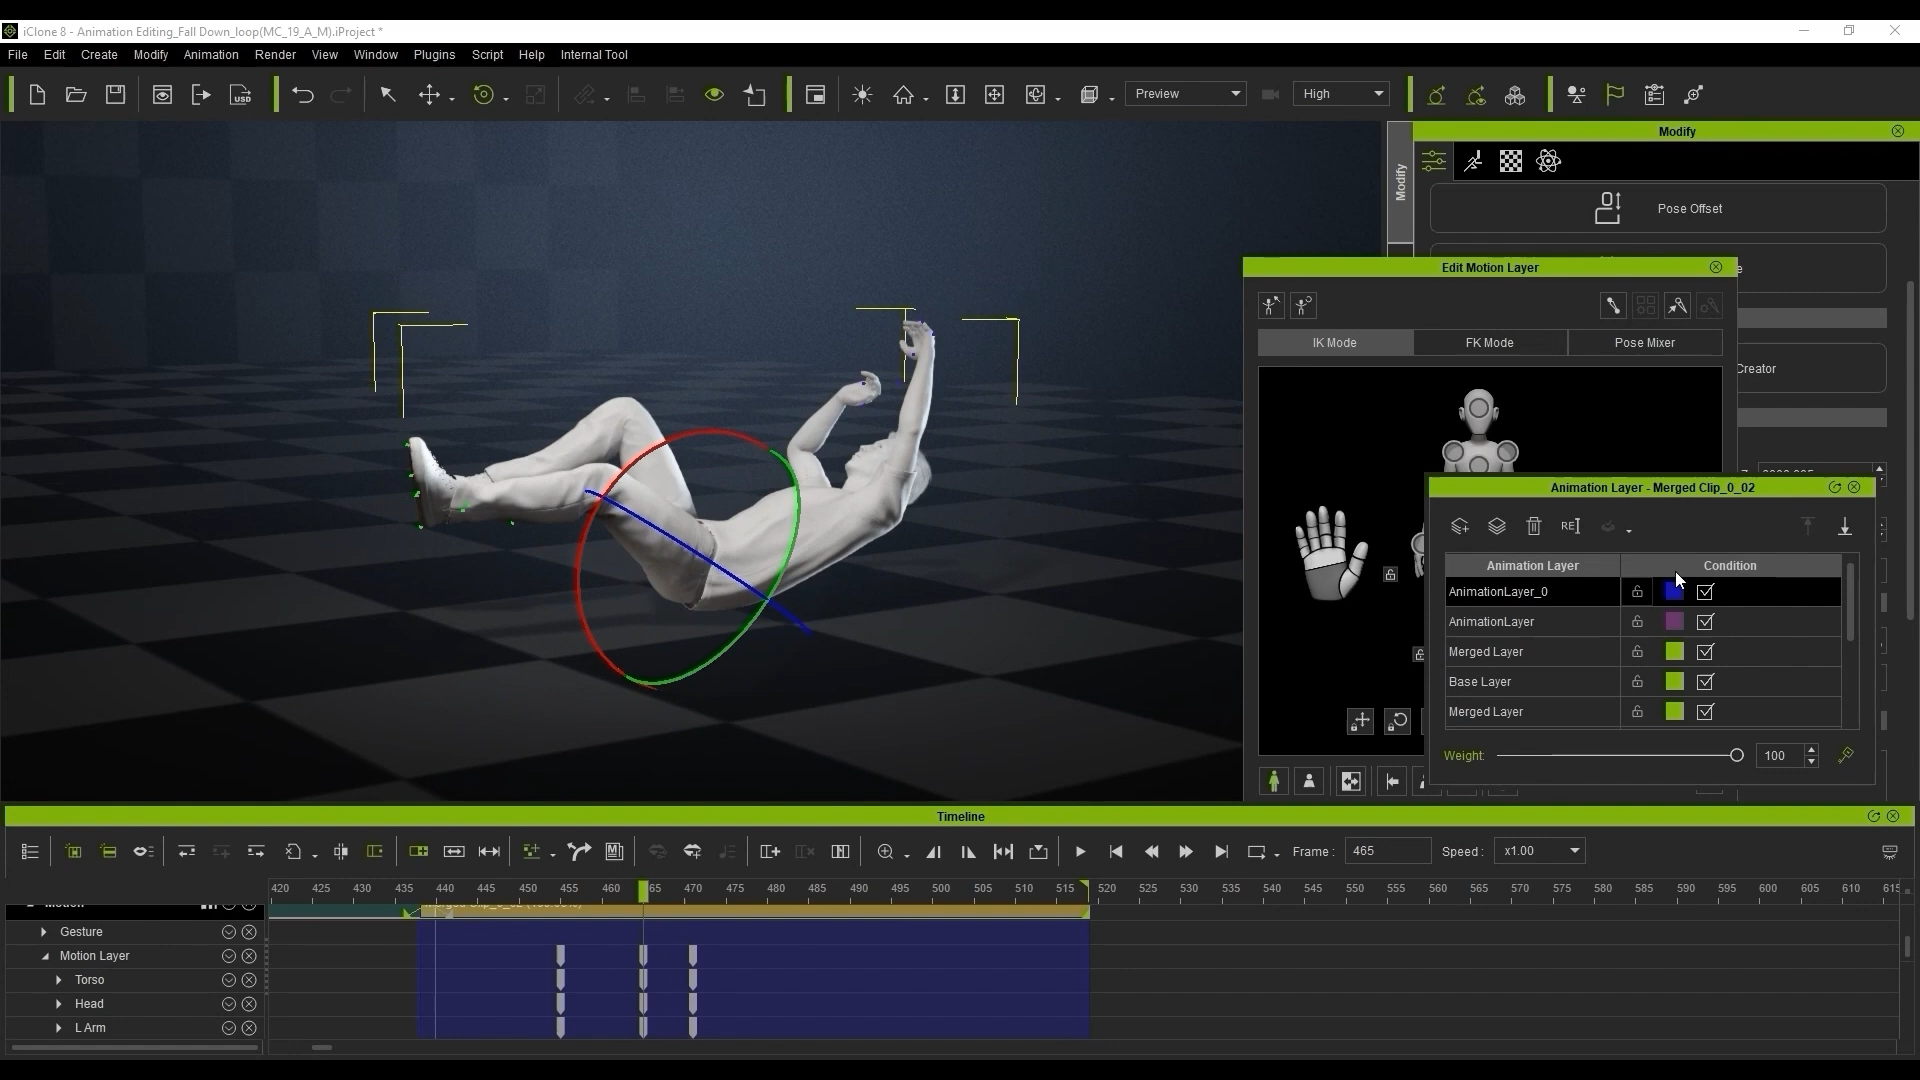 iClone 8 - Animation Editing_Fall Down_loop(MC_19_A_M).iProject *
File Edit Create Modify Animation Render View Window Plugins Script Help Internal Tool
USD Preview High
Modify
Modify
Pose Offset
Edit Motion Layer
IK Mode FK Mode Pose Mixer
Creator
Animation Layer - Merged Clip_0_02
Animation Layer Condition
AnimationLayer_0
AnimationLayer
Merged Layer
Base Layer
Merged Layer
Weight: 100
Timeline
Frame : 465 Speed : x1.00
420 425 430 435 440 445 450 455 460 65 470 475 480 485 490 495 500 505 510 515 520 525 530 535 540 545 550 555 560 565 570 575 580 585 590 595 600 605 610 615
Gesture
Motion Layer
Torso
Head
L Arm